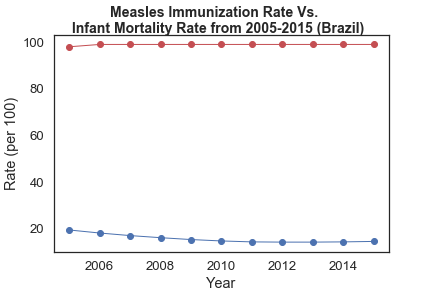 Measles Immunization Rate Vs.
Infant Mortality Rate from 2005-2015 (Brazil)
100
80
60
40
20
Rate (per 100)
2006 2008 2010 2012 2014
Year